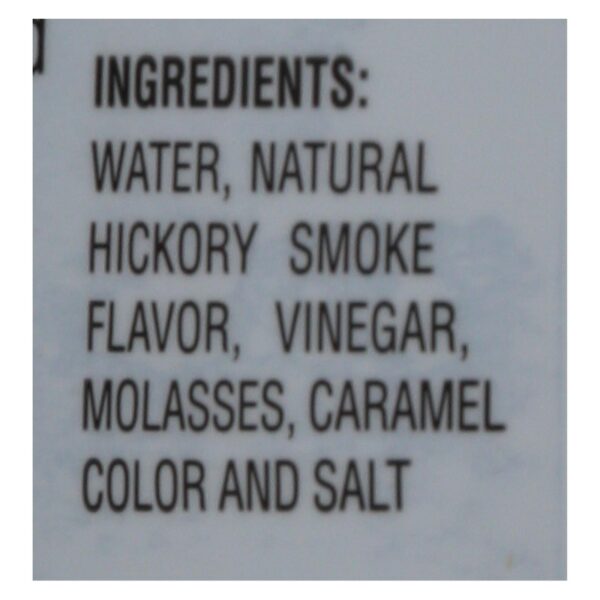 INGREDIENTS:
WATER, NATURAL
HICKORY SMOKE
FLAVOR, VINEGAR,
MOLASSES, CARAMEL
COLOR AND SALT